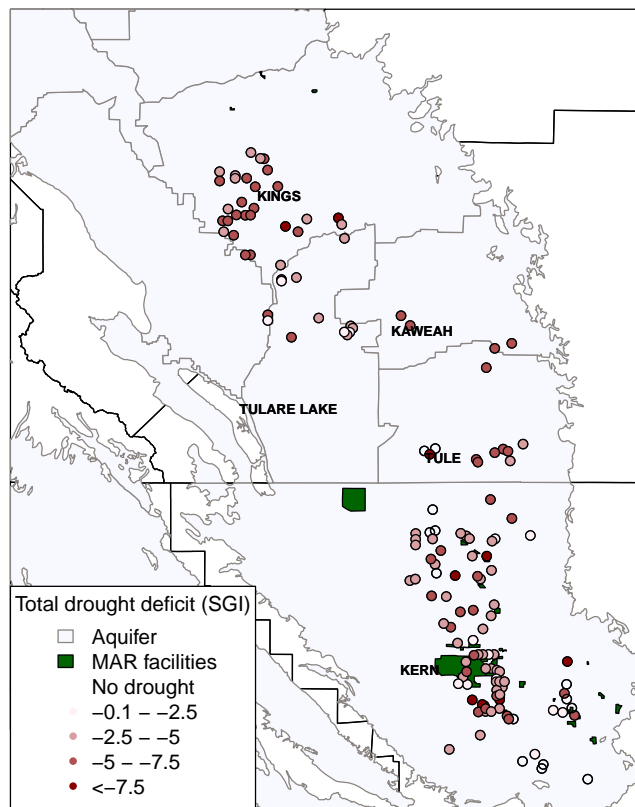 KINGS
KAWEAH
TULARE LAKE
TULE
KERN
Total drought deficit (SGI)
Aquifer
MAR facilities
No drought
−0.1 − −2.5
−2.5 − −5
−5 − −7.5
<−7.5